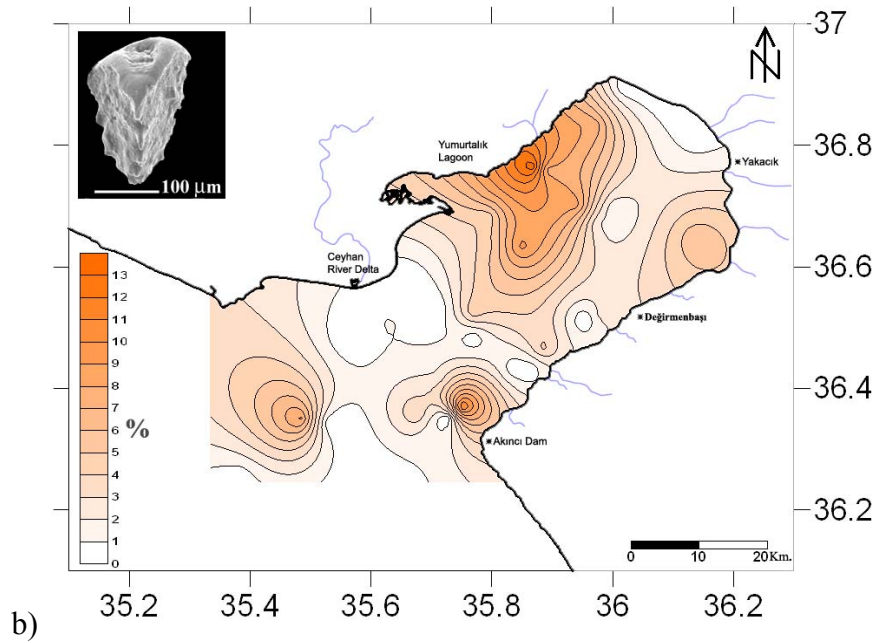 37
N
100 µm
Yumurtalık
Lagoon
36.8
Yakacık
Ceyhan
River Delta
36.6
Değirmenbaşı
13
12
11
10
9
8
7
6
5
4
3
2
1
0
%
36.4
Akıncı Dam
36.2
0 10 20 Km.
35.2 35.4 35.6 35.8 36 36.2
b)